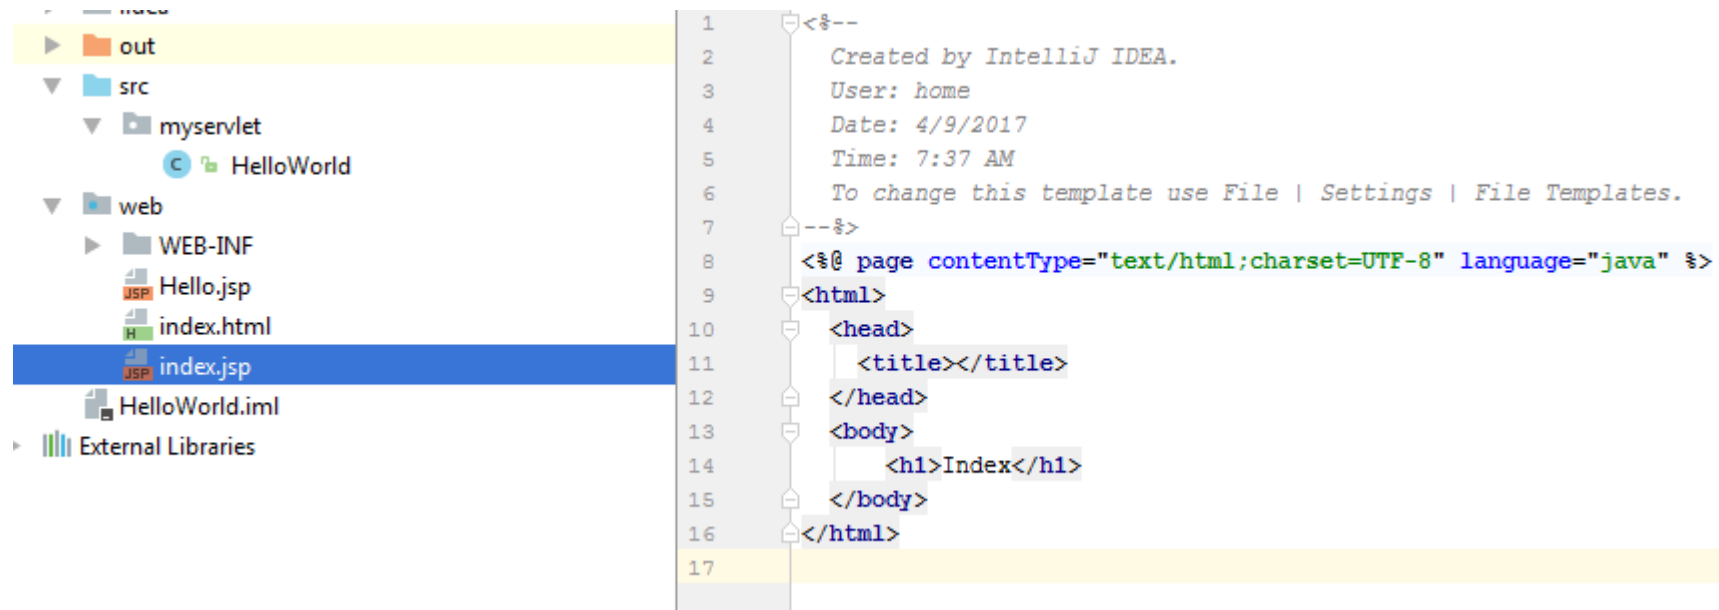 out
src
myservlet
C HelloWorld
web
WEB-INF
JSP Hello.jsp
H index.html
JSP index.jsp
HelloWorld.iml
External Libraries
1 <%--
2 Created by IntelliJ IDEA.
3 User: home
4 Date: 4/9/2017
5 Time: 7:37 AM
6 To change this template use File | Settings | File Templates.
7 --%>
8 <%@ page contentType="text/html;charset=UTF-8" language="java" %>
9 <html>
10 <head>
11 <title></title>
12 </head>
13 <body>
14 <h1>Index</h1>
15 </body>
16 </html>
17